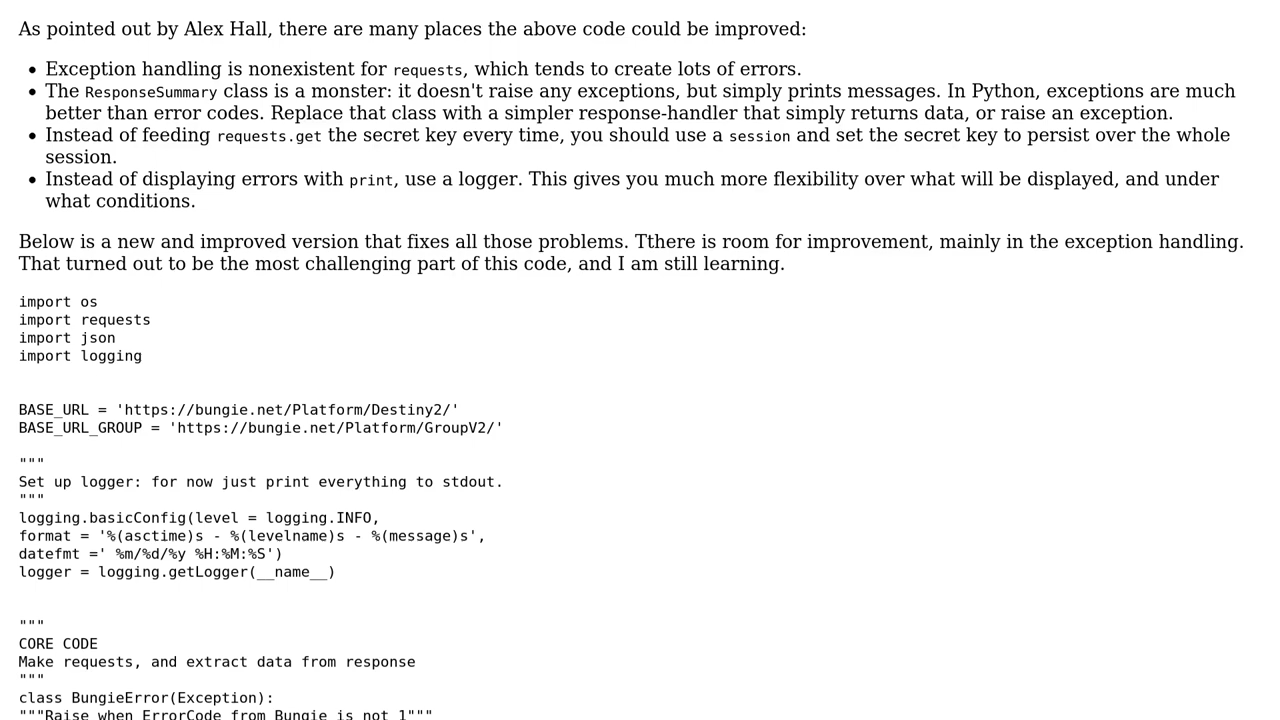 As pointed out by Alex Hall, there are many places the above code could be improved:
• Exception handling is nonexistent for requests, which tends to create lots of errors.
• The ResponseSummary class is a monster: it doesn't raise any exceptions, but simply prints messages. In Python, exceptions are much
better than error codes. Replace that class with a simpler response-handler that simply returns data, or raise an exception.
• Instead of feeding requests.get the secret key every time, you should use a session and set the secret key to persist over the whole
session.
• Instead of displaying errors with print, use a logger. This gives you much more flexibility over what will be displayed, and under
what conditions.
Below is a new and improved version that fixes all those problems. Tthere is room for improvement, mainly in the exception handling.
That turned out to be the most challenging part of this code, and I am still learning.
import os
import requests
import json
import logging
BASE_URL = 'https://bungie.net/Platform/Destiny2/'
BASE_URL_GROUP = 'https://bungie.net/Platform/GroupV2/'
"""
Set up logger: for now just print everything to stdout.
"""
logging.basicConfig(level = logging.INFO,
format = '%(asctime)s - %(levelname)s - %(message)s',
datefmt =' %m/%d/%y %H:%M:%S')
logger = logging.getLogger(__name__)
"""
CORE CODE
Make requests, and extract data from response
"""
class BungieError(Exception):
"""Raise when ErrorCode from Bungie is not 1"""